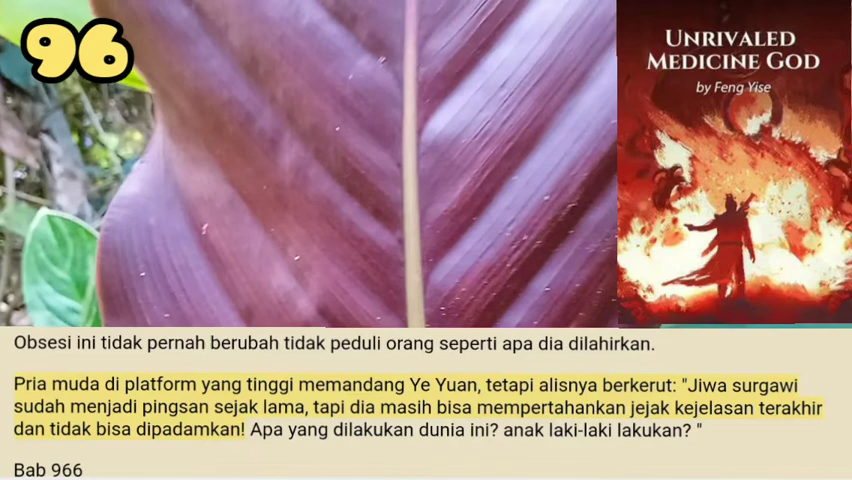 96
UNRIVALED
MEDICINE GOD
by Feng Yise
Obsesi ini tidak pernah berubah tidak peduli orang seperti apa dia dilahirkan.
Pria muda di platform yang tinggi memandang Ye Yuan, tetapi alisnya berkerut: "Jiwa surgawi
sudah menjadi pingsan sejak lama, tapi dia masih bisa mempertahankan jejak kejelasan terakhir
dan tidak bisa dipadamkan! Apa yang dilakukan dunia ini? anak laki-laki lakukan? "
Bab 966